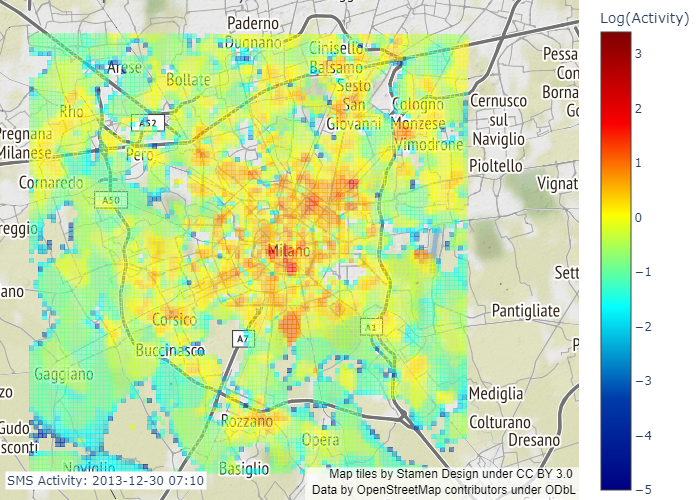 Paderno
Dugnano
Cinisello
Balsamo
Arese
Bollate
Sesto
San
Giovanni
Cologno
Monzese
Vimodrone
Cernusco
sul
Naviglio
Pessa
Con
Borna
Go
Rho
A52
Pregnana
Milanese
Pero
Pioltello
Cornaredo
Vignat
A50
reggio
Milano
Sett
ano
Pantigliate
Corsico
A1
A7
P
Buccinasco
Gaggiano
zo
Mediglia
Rozzano
Colturano
Gudo
Opera
Dresano
sconti
Noviglio
Basiglio
SMS Activity: 2013-12-30 07:10
Map tiles by Stamen Design under CC BY 3.0
Data by OpenStreetMap contributors under ODbL
Log(Activity)
3
2
1
0
−1
−2
−3
−4
−5